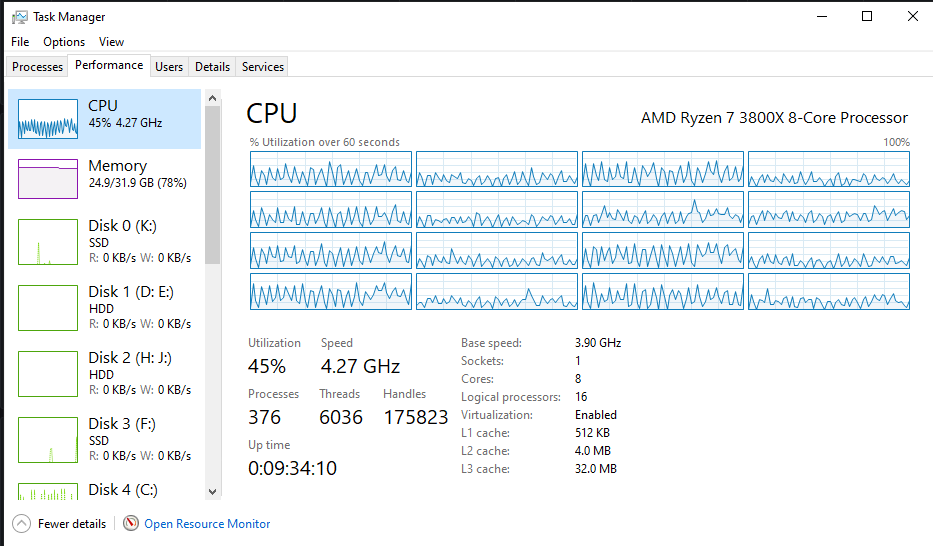 Task Manager
File Options View
Processes Performance Users Details Services
CPU
45% 4.27 GHz
Memory
24.9/31.9 GB (78%)
Disk 0 (K:)
SSD
R: 0 KB/s W: 0 KB/s
Disk 1 (D: E:)
HDD
R: 0 KB/s W: 0 KB/s
Disk 2 (H: J:)
HDD
R: 0 KB/s W: 0 KB/s
Disk 3 (F:)
SSD
R: 0 KB/s W: 0 KB/s
Disk 4 (C:)
CPU AMD Ryzen 7 3800X 8-Core Processor
% Utilization over 60 seconds 100%
Utilization Speed
45% 4.27 GHz
Processes Threads Handles
376 6036 175823
Up time
0:09:34:10
Base speed: 3.90 GHz
Sockets: 1
Cores: 8
Logical processors: 16
Virtualization: Enabled
L1 cache: 512 KB
L2 cache: 4.0 MB
L3 cache: 32.0 MB
Fewer details Open Resource Monitor